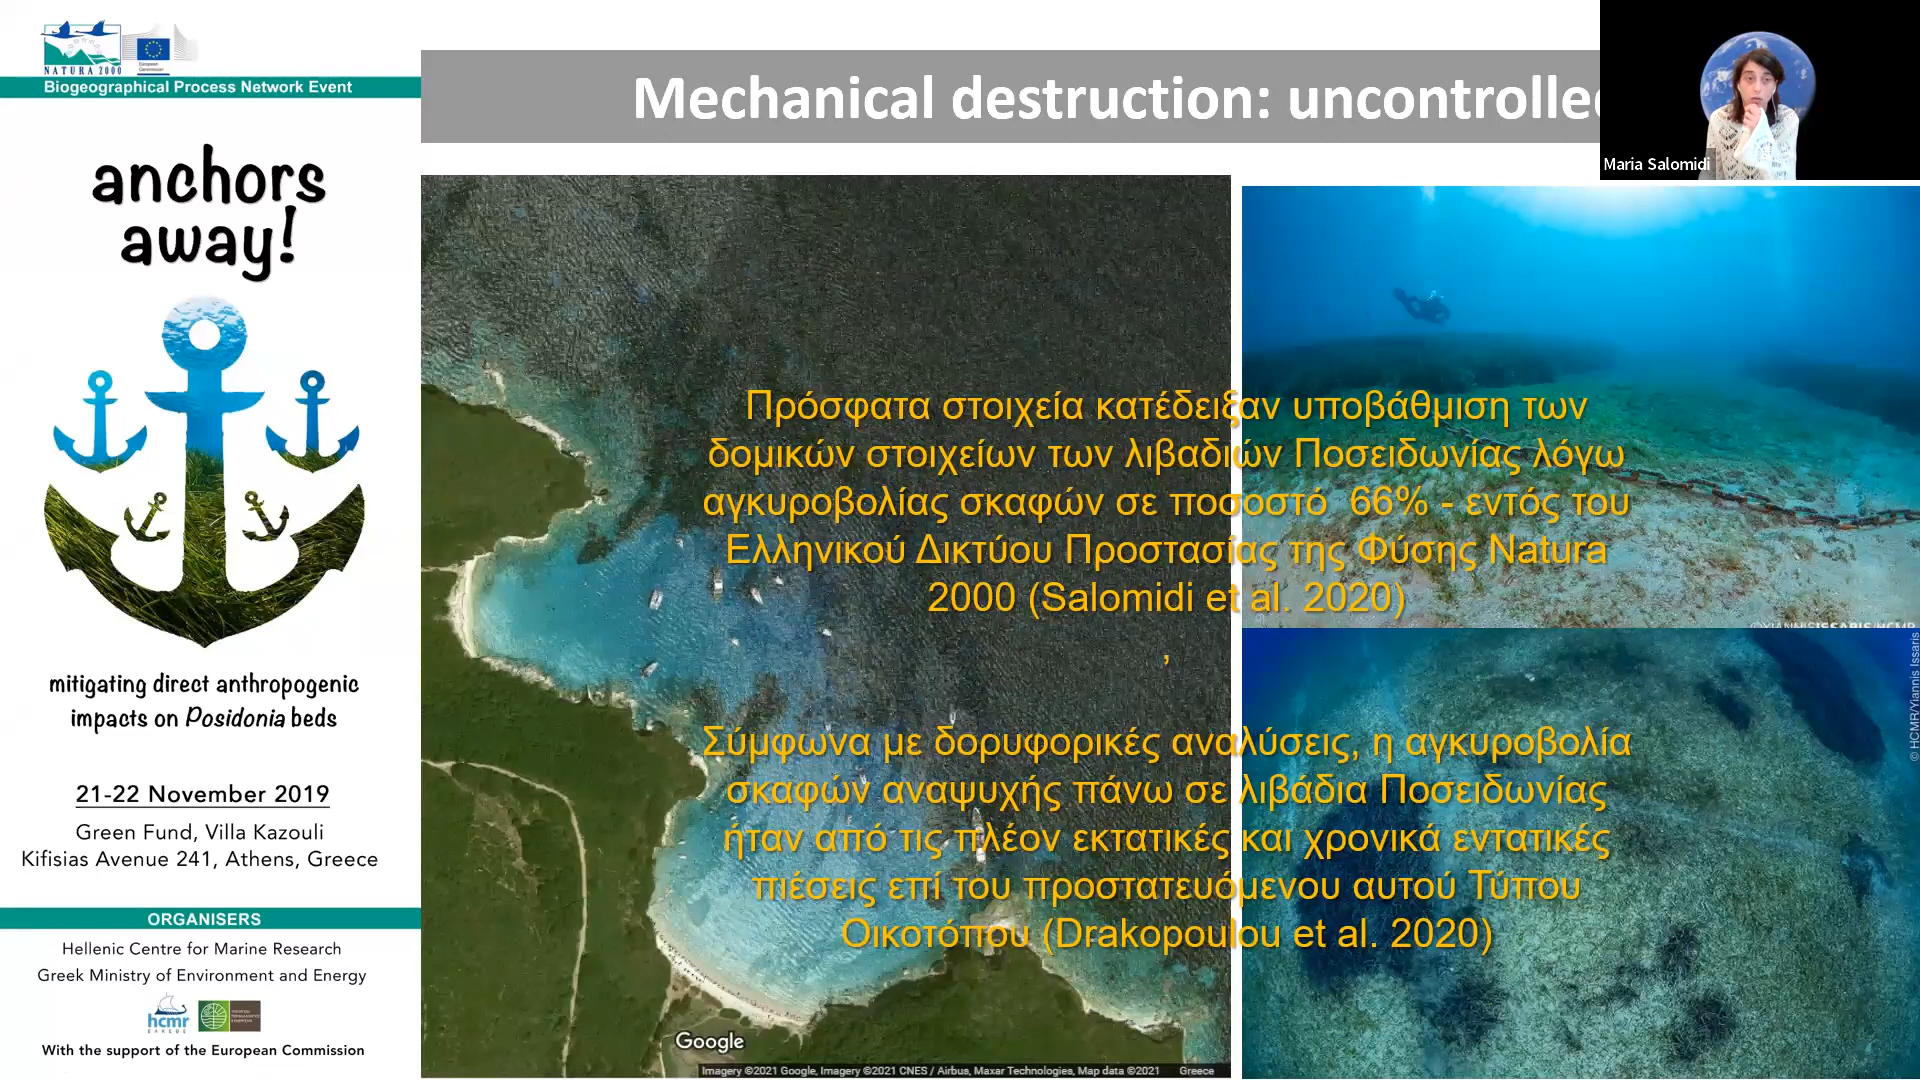 NATURA 2000
European Commission
Biogeographical Process Network Event
anchors
away!
mitigating direct anthropogenic
impacts on Posidonia beds
21-22 November 2019
Green Fund, Villa Kazouli
Kifisias Avenue 241, Athens, Greece
ORGANISERS
Hellenic Centre for Marine Research
Greek Ministry of Environment and Energy
hcmr
ΕΛΚΕΘΕ
With the support of the European Commission
Mechanical destruction: uncontrolle
Maria Salomidi
Πρόσφατα στοιχεία κατέδειξαν υποβάθμιση των
δομικών στοιχείων των λιβαδιών Ποσειδωνίας λόγω
αγκυροβολίας σκαφών σε ποσοστό 66% - εντός του
Ελληνικού Δικτύου Προστασίας της Φύσης Natura
2000 (Salomidi et al. 2020)
,
Σύμφωνα με δορυφορικές αναλύσεις, η αγκυροβολία
σκαφών αναψυχής πάνω σε λιβάδια Ποσειδωνίας
ήταν από τις πλέον εκτατικές και χρονικά εντατικές
πιέσεις επί του προστατευόμενου αυτού Τύπου
Οικοτόπου (Drakopoulou et al. 2020)
©YIANNISISSARIS/HCMR
© HCMR/Yiannis Issaris
Google
Imagery ©2021 Google, Imagery ©2021 CNES / Airbus, Maxar Technologies, Map data ©2021 Greece